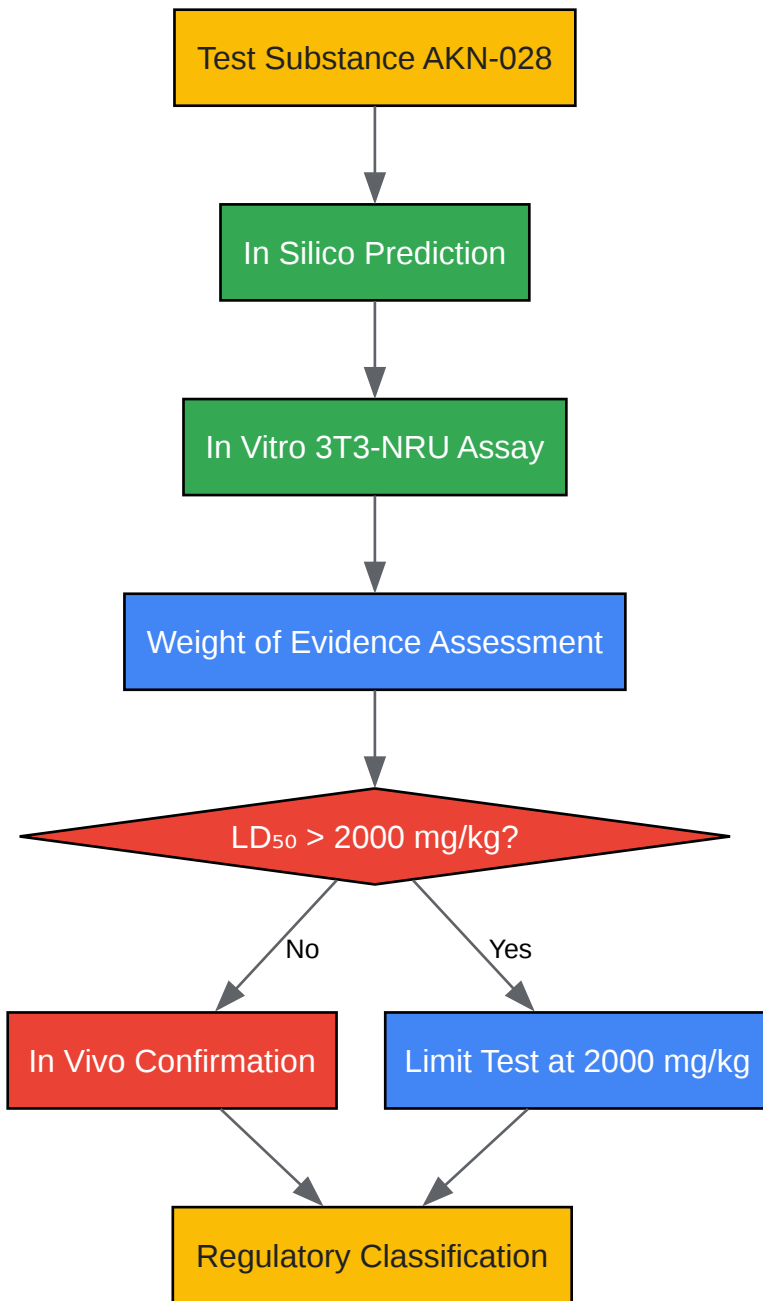 Test Substance AKN-028
In Silico Prediction
In Vitro 3T3-NRU Assay
Weight of Evidence Assessment
LD₅₀ > 2000 mg/kg?
No
Yes
In Vivo Confirmation
Limit Test at 2000 mg/kg
Regulatory Classification